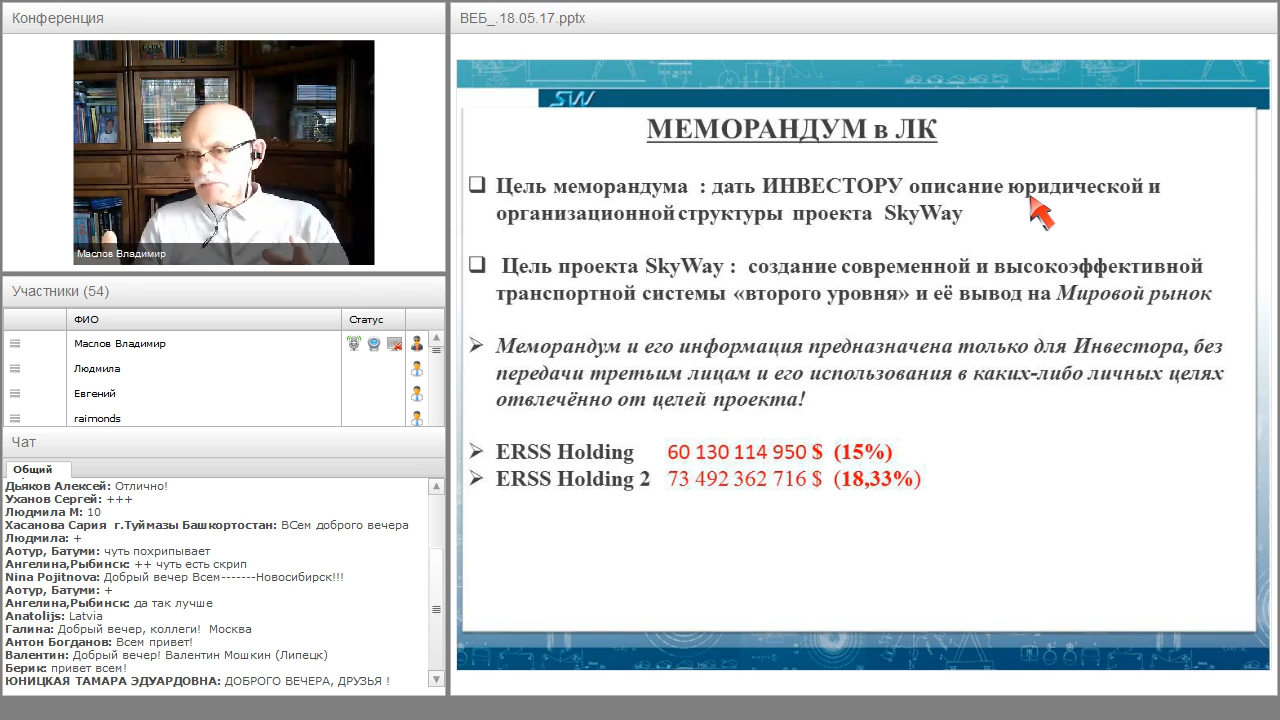 Конференция
Маслов Владимир
Участники (54)
ФИО
Статус
Маслов Владимир
Людмила
Евгений
raimonds
Чат
Общий
Дьяков Алексей: Отлично!
Уханов Сергей: +++
Людмила М: 10
Хасанова Сария г.Туймазы Башкортостан: ВСем доброго вечера
Людмила: +
Аотур, Батуми: чуть похрипывает
Ангелина,Рыбинск: ++ чуть есть скрип
Nina Pojitnova: Добрый вечер Всем-------Новосибирск!!!
Аотур, Батуми: +
Ангелина,Рыбинск: да так лучше
Anatolijs: Latvia
Галина: Добрый вечер, коллеги! Москва
Антон Богданов: Всем привет!
Валентин: Добрый вечер! Валентин Мошкин (Липецк)
Берик: привет всем!
ЮНИЦКАЯ ТАМАРА ЭДУАРДОВНА: ДОБРОГО ВЕЧЕРА, ДРУЗЬЯ !
ВЕБ_.18.05.17.pptx
SW
МЕМОРАНДУМ в ЛК
Цель меморандума : дать ИНВЕСТОРУ описание юридической и
организационной структуры проекта SkyWay
Цель проекта SkyWay : создание современной и высокоэффективной
транспортной системы «второго уровня» и её вывод на Мировой рынок
Меморандум и его информация предназначена только для Инвестора, без
передачи третьим лицам и его использования в каких-либо личных целях
отвлечённо от целей проекта!
ERSS Holding 60 130 114 950 $ (15%)
ERSS Holding 2 73 492 362 716 $ (18,33%)